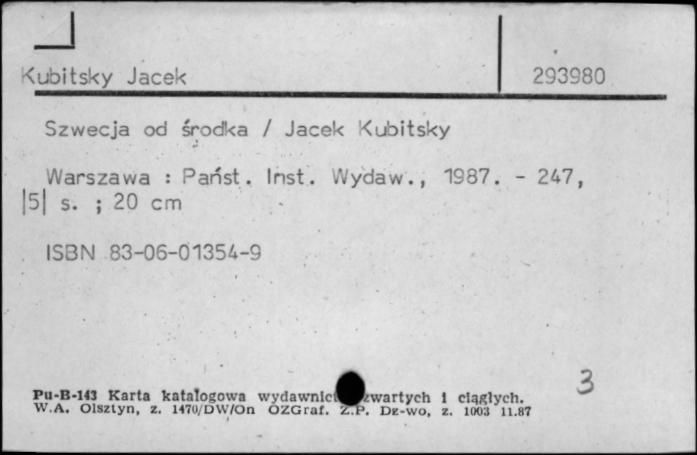 Kubitsky Jacek 293980
Szwecja od środka / Jacek Kubitsky
Warszawa : Państ. Inst. Wydaw., 1987. - 247,
|5| s. ; 20 cm
ISBN 83-06-01354-9
3
Pu-B-143 Karta katalogowa wydawnict zwartych i ciągłych.
W.A. Olsztyn, z. 1470/DW/On OZGraf. Z.P. Dz-wo, z. 1003 11.87